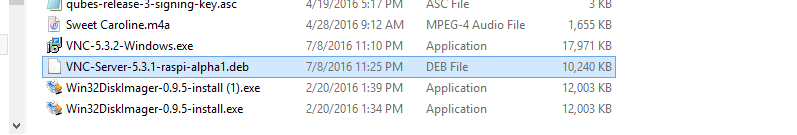 qubes-release-3-signing-key.asc 4/19/2016 5:17 PM ASC File 3 KB
Sweet Caroline.m4a 4/28/2016 9:12 AM MPEG-4 Audio File 1,655 KB
VNC-5.3.2-Windows.exe 7/8/2016 11:10 PM Application 17,971 KB
VNC-Server-5.3.1-raspi-alpha1.deb 7/8/2016 11:25 PM DEB File 10,240 KB
Win32DiskImager-0.9.5-install (1).exe 2/20/2016 1:39 PM Application 12,003 KB
Win32DiskImager-0.9.5-install.exe 2/20/2016 1:34 PM Application 12,003 KB